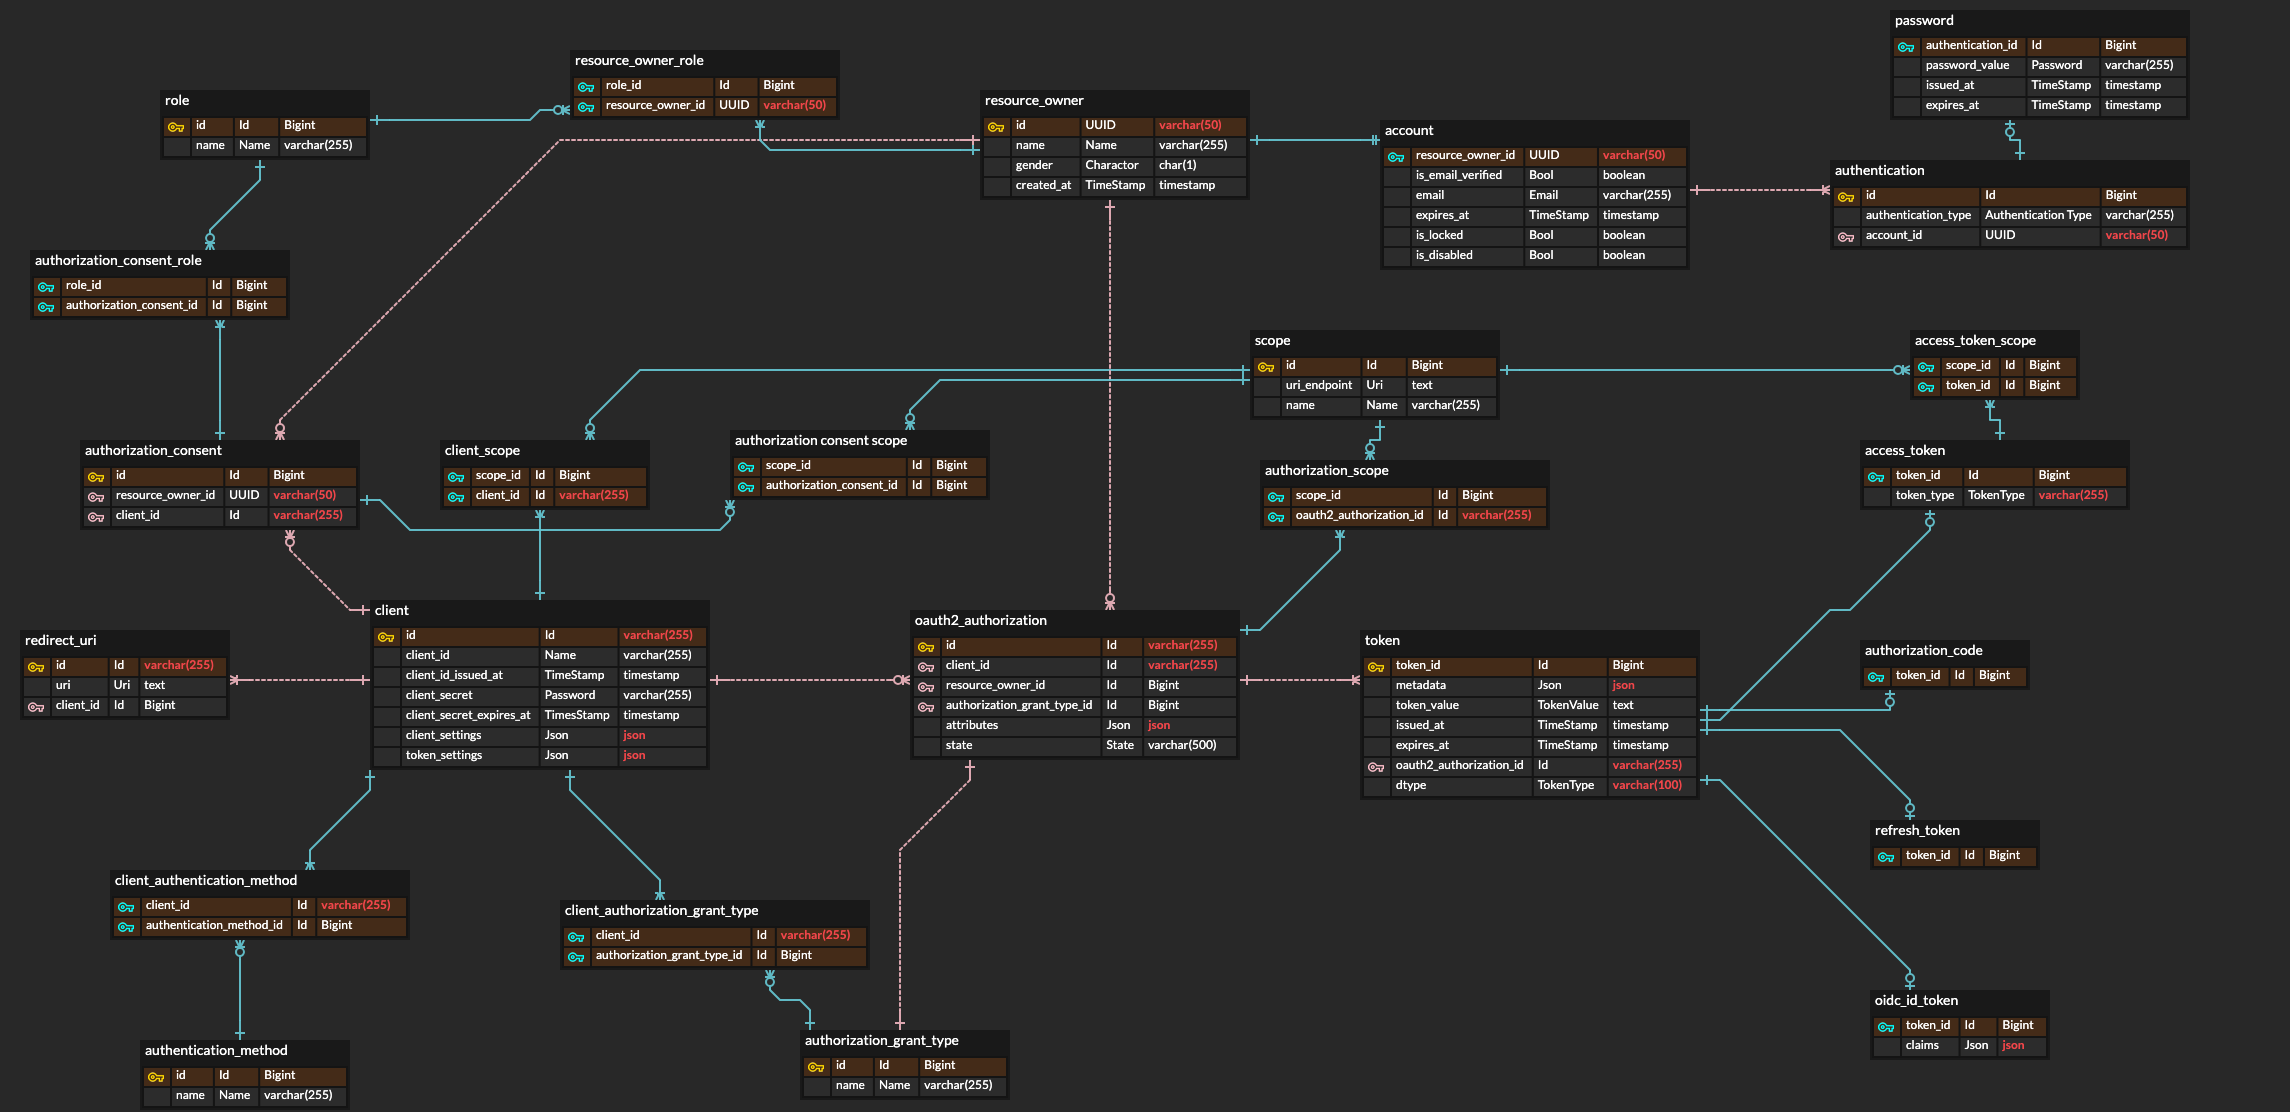 password
authentication_id Id Bigint
password_value Password varchar(255)
issued_at TimeStamp timestamp
expires_at TimeStamp timestamp
resource_owner_role
role_id Id Bigint
resource_owner_id UUID varchar(50)
role
id Id Bigint
name Name varchar(255)
resource_owner
id UUID varchar(50)
name Name varchar(255)
gender Charactor char(1)
created_at TimeStamp timestamp
account
resource_owner_id UUID varchar(50)
is_email_verified Bool boolean
email Email varchar(255)
expires_at TimeStamp timestamp
is_locked Bool boolean
is_disabled Bool boolean
authentication
id Id Bigint
authentication_type Authentication Type varchar(255)
account_id UUID varchar(50)
authorization_consent_role
role_id Id Bigint
authorization_consent_id Id Bigint
scope
id Id Bigint
uri_endpoint Uri text
name Name varchar(255)
access_token_scope
scope_id Id Bigint
token_id Id Bigint
authorization_consent
id Id Bigint
resource_owner_id UUID varchar(50)
client_id Id varchar(255)
client_scope
scope_id Id Bigint
client_id Id varchar(255)
authorization consent scope
scope_id Id Bigint
authorization_consent_id Id Bigint
authorization_scope
scope_id Id Bigint
oauth2_authorization_id Id varchar(255)
access_token
token_id Id Bigint
token_type TokenType varchar(255)
redirect_uri
id Id varchar(255)
uri Uri text
client_id Id Bigint
client
id Id varchar(255)
client_id Name varchar(255)
client_id_issued_at TimeStamp timestamp
client_secret Password varchar(255)
client_secret_expires_at TimesStamp timestamp
client_settings Json json
token_settings Json json
oauth2_authorization
id Id varchar(255)
client_id Id varchar(255)
resource_owner_id Id Bigint
authorization_grant_type_id Id Bigint
attributes Json json
state State varchar(500)
token
token_id Id Bigint
metadata Json json
token_value TokenValue text
issued_at TimeStamp timestamp
expires_at TimeStamp timestamp
oauth2_authorization_id Id varchar(255)
dtype TokenType varchar(100)
authorization_code
token_id Id Bigint
refresh_token
token_id Id Bigint
client_authentication_method
client_id Id varchar(255)
authentication_method_id Id Bigint
client_authorization_grant_type
client_id Id varchar(255)
authorization_grant_type_id Id Bigint
oidc_id_token
token_id Id Bigint
claims Json json
authentication_method
id Id Bigint
name Name varchar(255)
authorization_grant_type
id Id Bigint
name Name varchar(255)